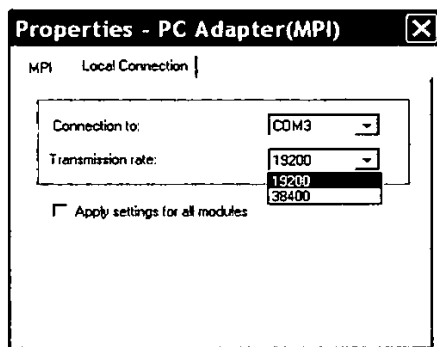 Properties - PC Adapter(MPI)
MPI Local Connection
Connection to: COM3
Transmission rate: 19200
19200
38400
Apply settings for all modules